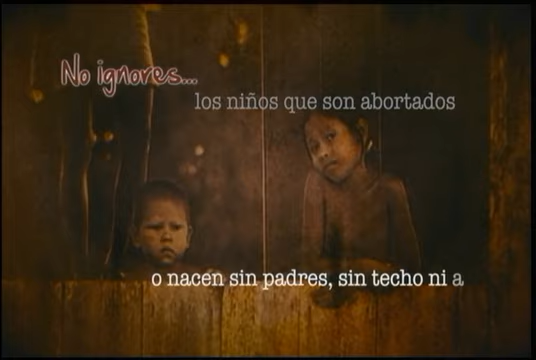 No ignores...
los niños que son abortados
o nacen sin padres, sin techo ni a